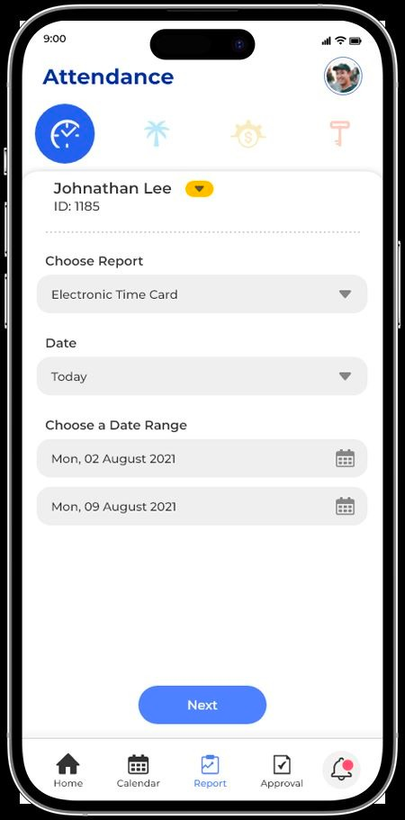 9:00
Attendance
Johnathan Lee
ID: 1185
Choose Report
Electronic Time Card
Date
Today
Choose a Date Range
Mon, 02 August 2021
Mon, 09 August 2021
Next
Home
Calendar
Report
Approval